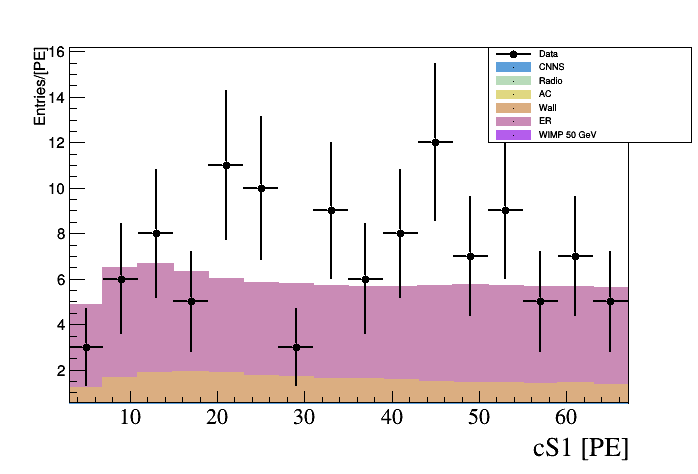 Entries/[PE]
16
14
12
10
8
6
4
2
10 20 30 40 50 60
cS1 [PE]
Data
CNNS
Radio
AC
Wall
ER
WIMP 50 GeV